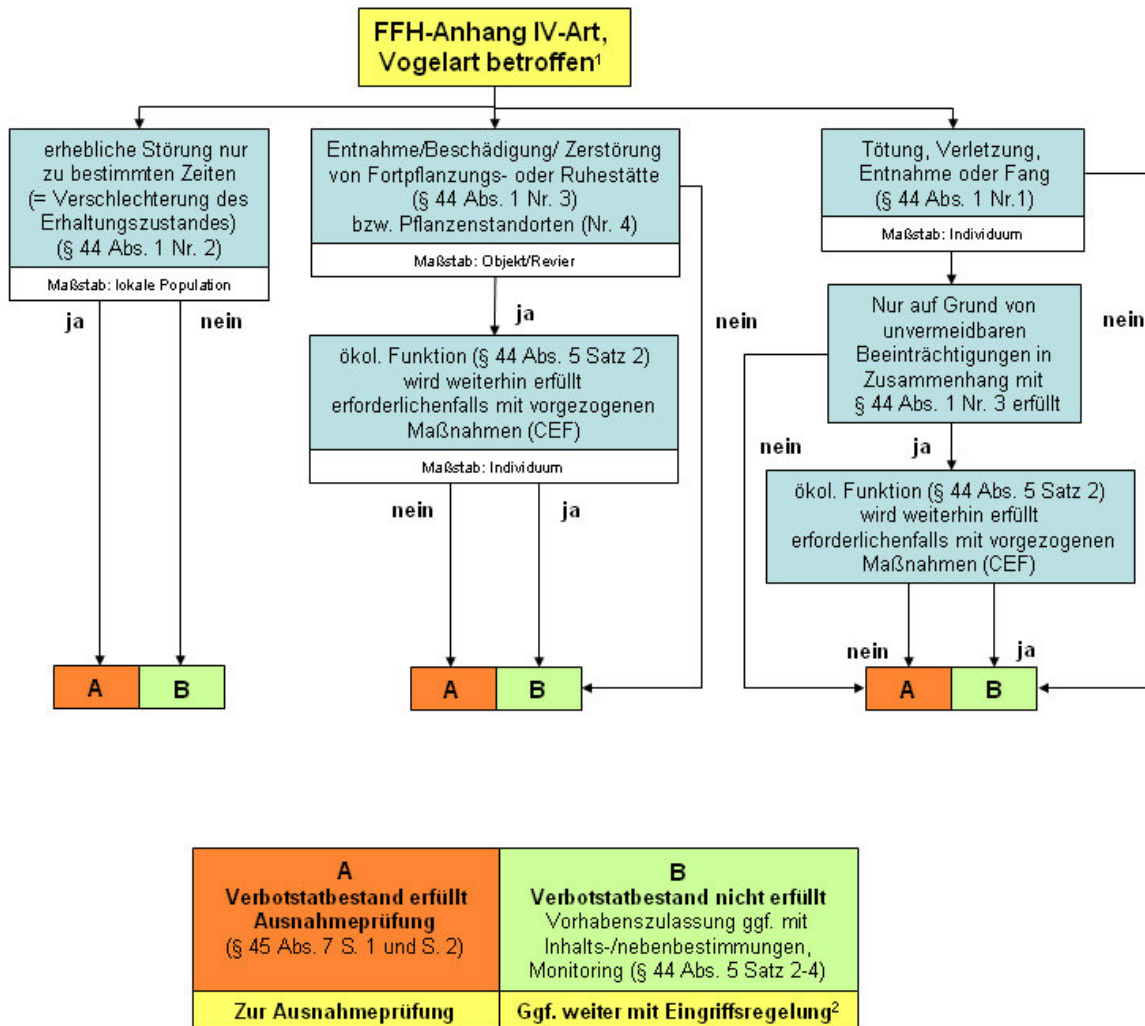 FFH-Anhang IV-Art,
Vogelart betroffen¹
erhebliche Störung nur
zu bestimmten Zeiten
(= Verschlechterung des
Erhaltungszustandes)
(§ 44 Abs. 1 Nr. 2)
Maßstab: lokale Population
ja
nein
Entnahme/Beschädigung/ Zerstörung
von Fortpflanzungs- oder Ruhestätte
(§ 44 Abs. 1 Nr. 3)
bzw. Pflanzenstandorten (Nr. 4)
Maßstab: Objekt/Revier
ja
nein
ökol. Funktion (§ 44 Abs. 5 Satz 2)
wird weiterhin erfüllt
erforderlichenfalls mit vorgezogenen
Maßnahmen (CEF)
Maßstab: Individuum
nein
ja
Tötung, Verletzung,
Entnahme oder Fang
(§ 44 Abs. 1 Nr.1)
Maßstab: Individuum
nein
Nur auf Grund von
unvermeidbaren
Beeinträchtigungen in
Zusammenhang mit
§ 44 Abs. 1 Nr. 3 erfüllt
nein
ja
ökol. Funktion (§ 44 Abs. 5 Satz 2)
wird weiterhin erfüllt
erforderlichenfalls mit vorgezogenen
Maßnahmen (CEF)
nein
ja
A B
A B
A B
A
Verbotstatbestand erfüllt
Ausnahmeprüfung
(§ 45 Abs. 7 S. 1 und S. 2)
B
Verbotstatbestand nicht erfüllt
Vorhabenszulassung ggf. mit
Inhalts-/nebenbestimmungen,
Monitoring (§ 44 Abs. 5 Satz 2-4)
Zur Ausnahmeprüfung
Ggf. weiter mit Eingriffsregelung²